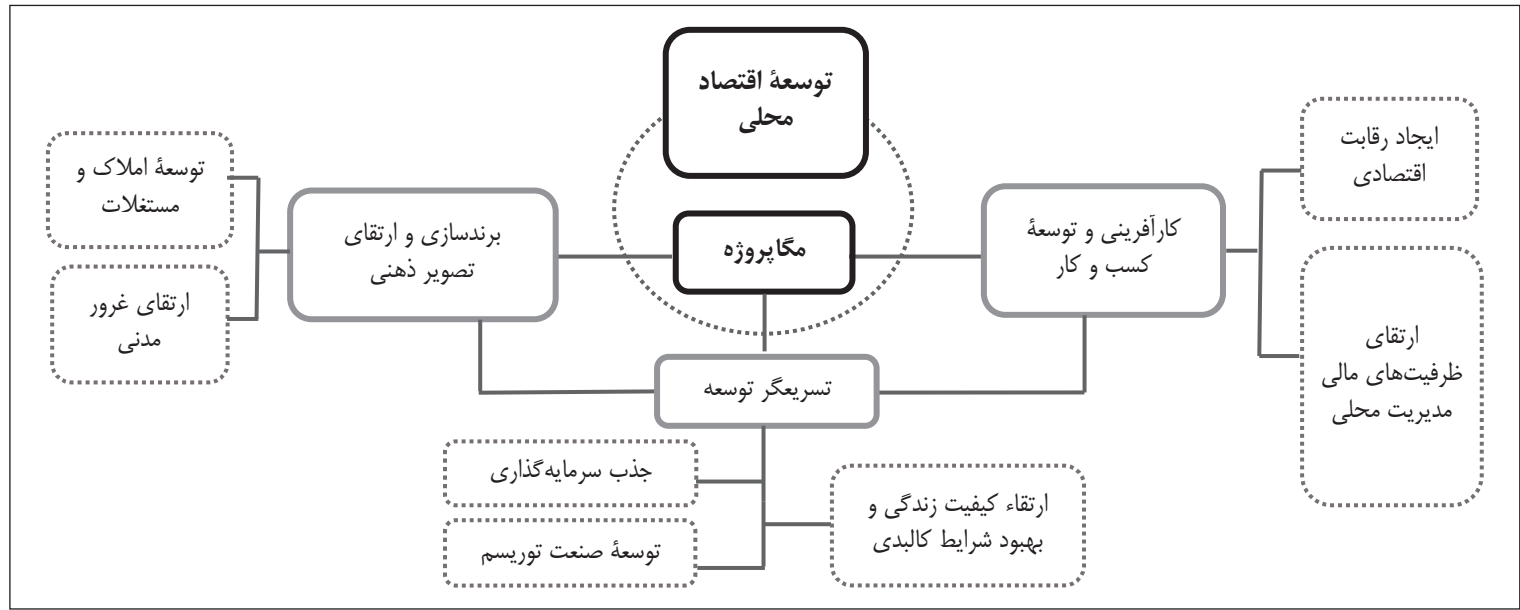 توسعهٔ اقتصاد
محلی
ایجاد رقابت
اقتصادی
کارآفرینی و توسعهٔ
کسب و کار
مگاپروژه
برندسازی و ارتقای
تصویر ذهنی
توسعهٔ املاک و
مستغلات
ارتقای غرور
مدنی
ارتقای
ظرفیت‌های مالی
مدیریت محلی
تسریعگر توسعه
جذب سرمایه‌گذاری
ارتقاء کیفیت زندگی و
بهبود شرایط کالبدی
توسعهٔ صنعت توریسم